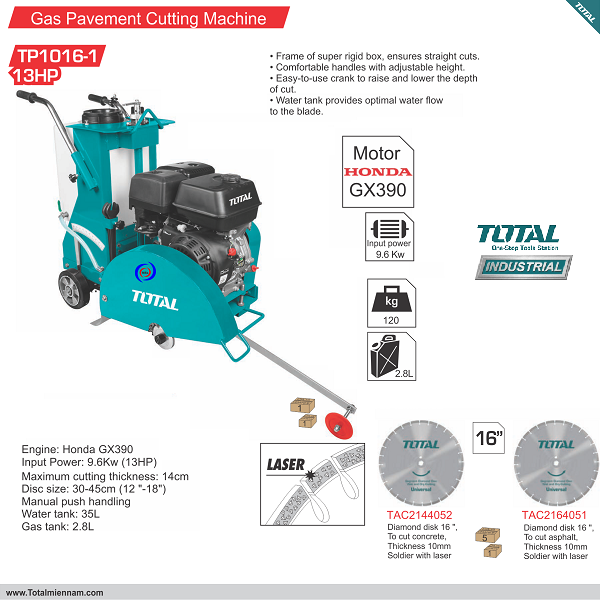 Gas Pavement Cutting Machine
TOTAL
TP1016-1
13HP
• Frame of super rigid box, ensures straight cuts.
• Comfortable handles with adjustable height.
• Easy-to-use crank to raise and lower the depth
of cut.
• Water tank provides optimal water flow
to the blade.
Motor
HONDA
GX390
Input power
9.6 Kw
kg
120
2.8L
TOTAL
One-Stop Tools Station
INDUSTRIAL
TOTAL
TOTAL
1
1
Engine: Honda GX390
Input Power: 9.6Kw (13HP)
Maximum cutting thickness: 14cm
Disc size: 30-45cm (12 "-18")
Manual push handling
Water tank: 35L
Gas tank: 2.8L
LASER
16”
TOTAL
Universal
TAC2144052
Diamond disk 16 ",
To cut concrete,
Thickness 10mm
Soldier with laser
5
1
TOTAL
Universal
TAC2164051
Diamond disk 16 ",
To cut asphalt,
Thickness 10mm
Soldier with laser
www.Totalmiennam.com